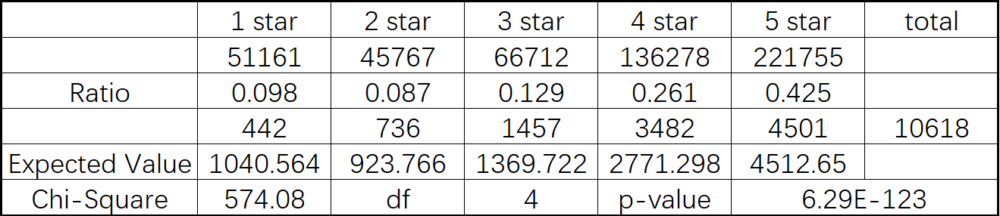 1 star 2 star 3 star 4 star 5 star total
51161 45767 66712 136278 221755
Ratio 0.098 0.087 0.129 0.261 0.425
442 736 1457 3482 4501 10618
Expected Value 1040.564 923.766 1369.722 2771.298 4512.65
Chi-Square 574.08 df 4 p-value 6.29E-123